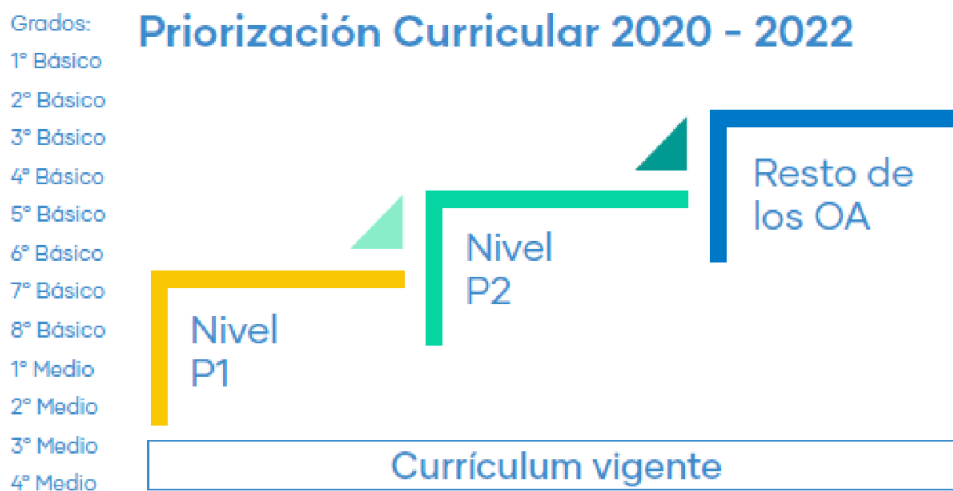 Grados:
Priorización Curricular 2020 - 2022
1° Básico
2° Básico
3° Básico
4° Básico
5° Básico
6° Básico
7° Básico
8° Básico
1° Medio
2° Medio
3° Medio
4° Medio
Nivel
P1
Nivel
P2
Resto de
los OA
Currículum vigente